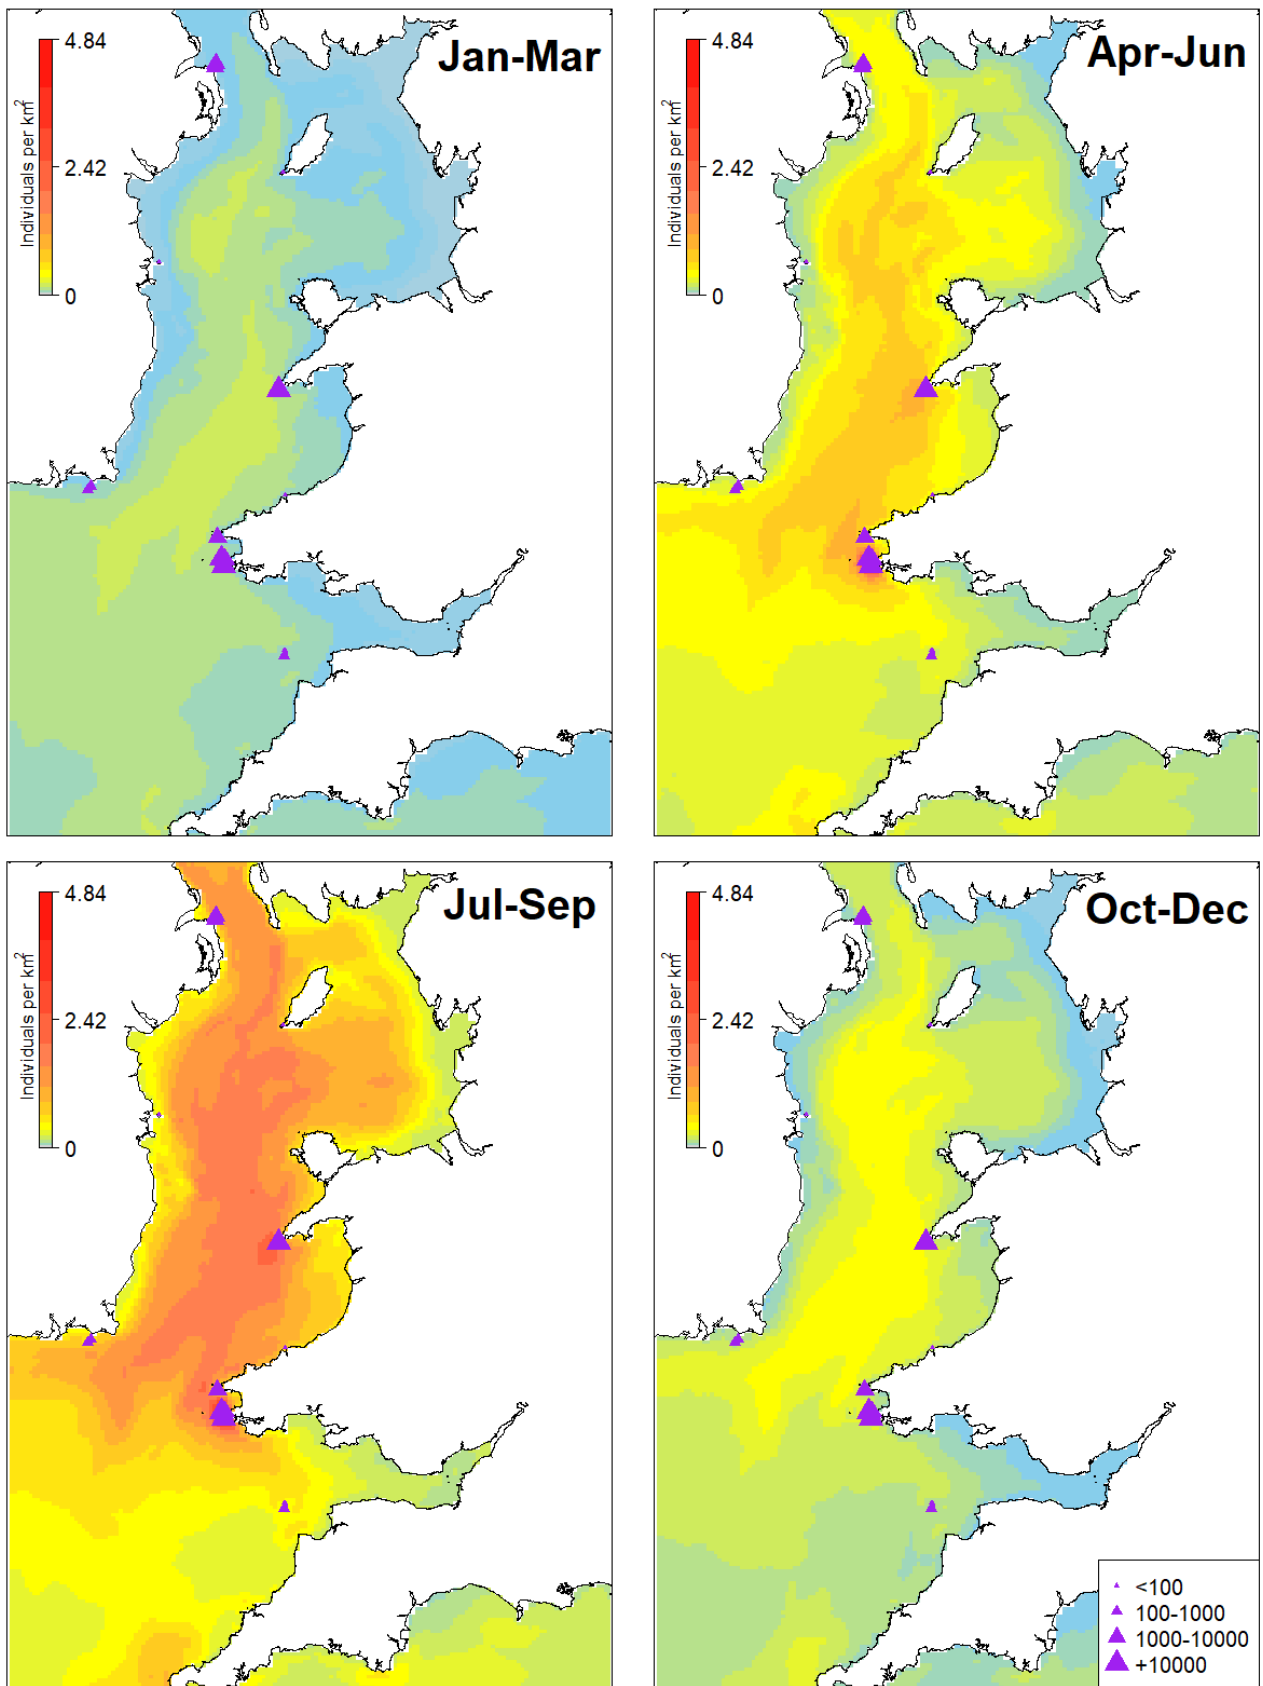 Jan-Mar
4.84
2.42
0
Individuals per km²
Apr-Jun
4.84
2.42
0
Individuals per km²
Jul-Sep
4.84
2.42
0
Individuals per km²
Oct-Dec
4.84
2.42
0
Individuals per km²
<100
100-1000
1000-10000
+10000